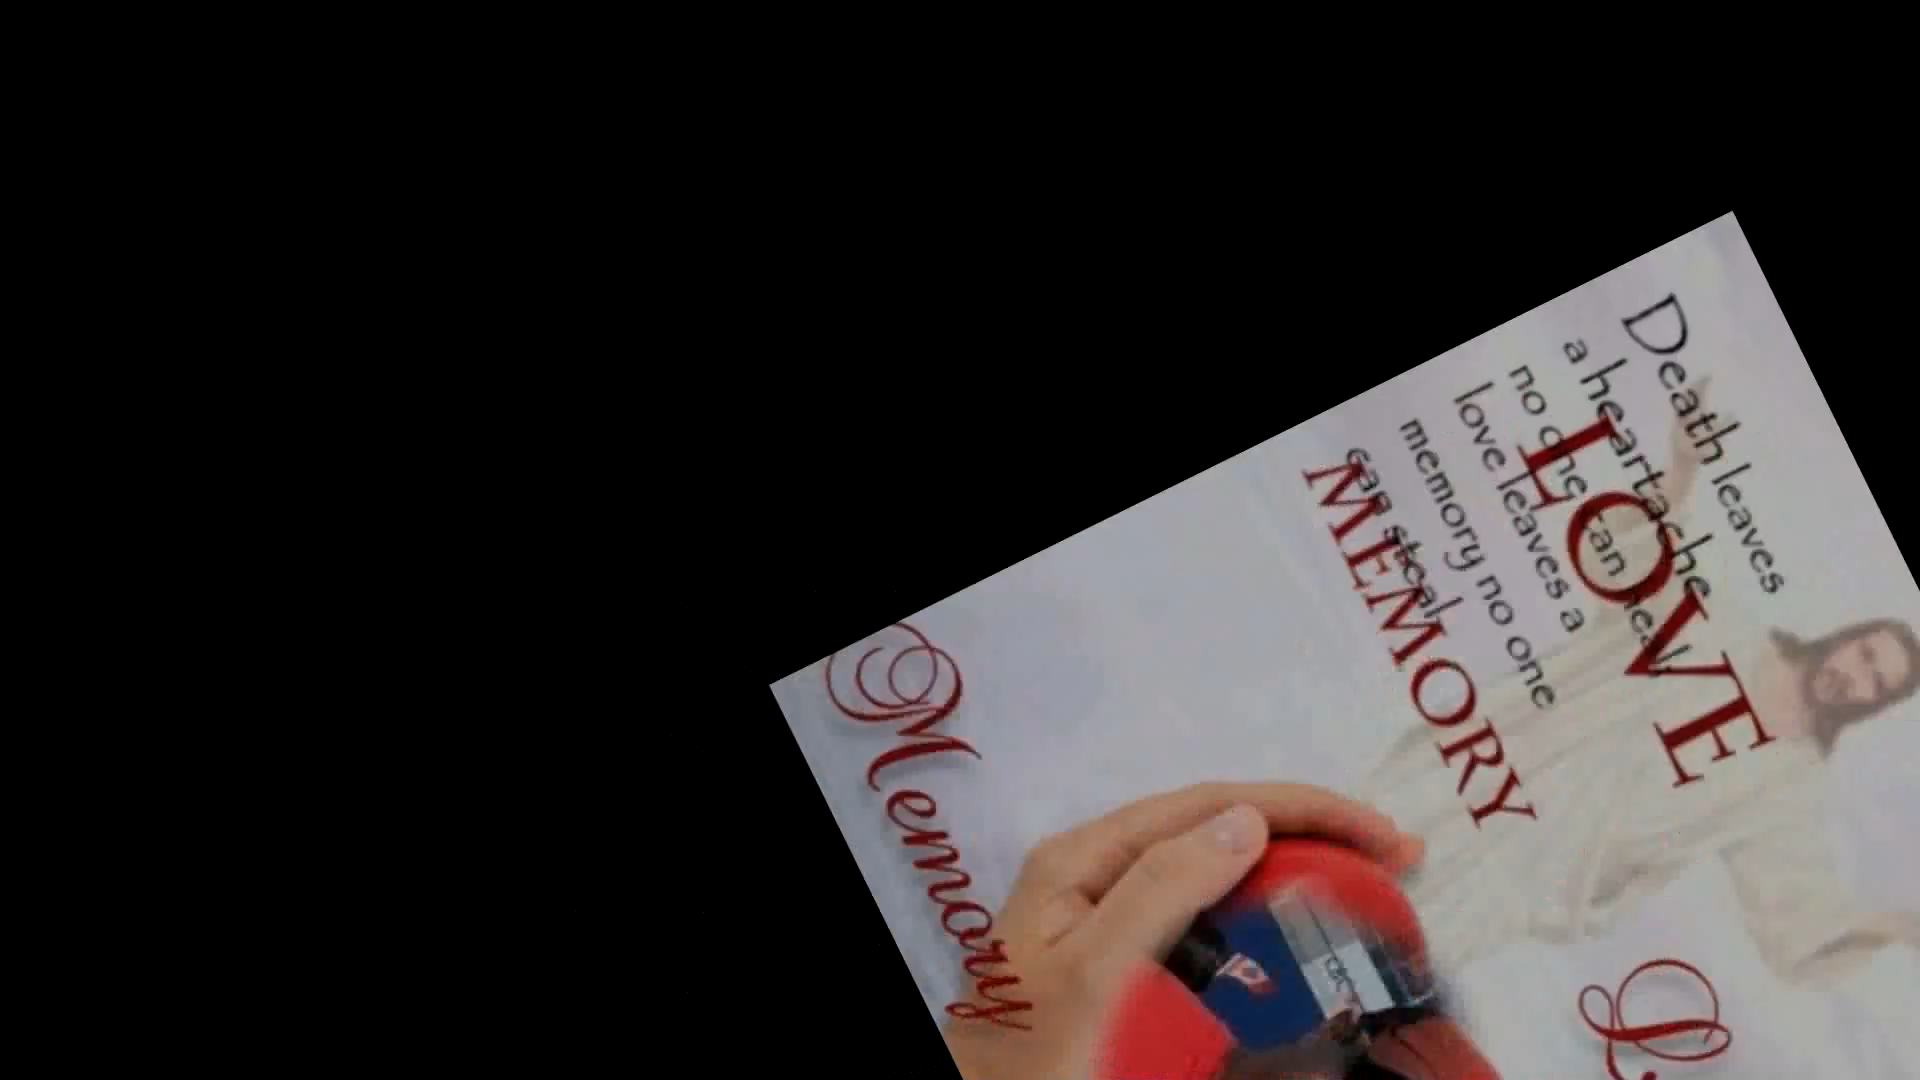 Death leaves
a heartache
no one can heal
love leaves a
memory no one
can steal
LOVE
MEMORY
Memory